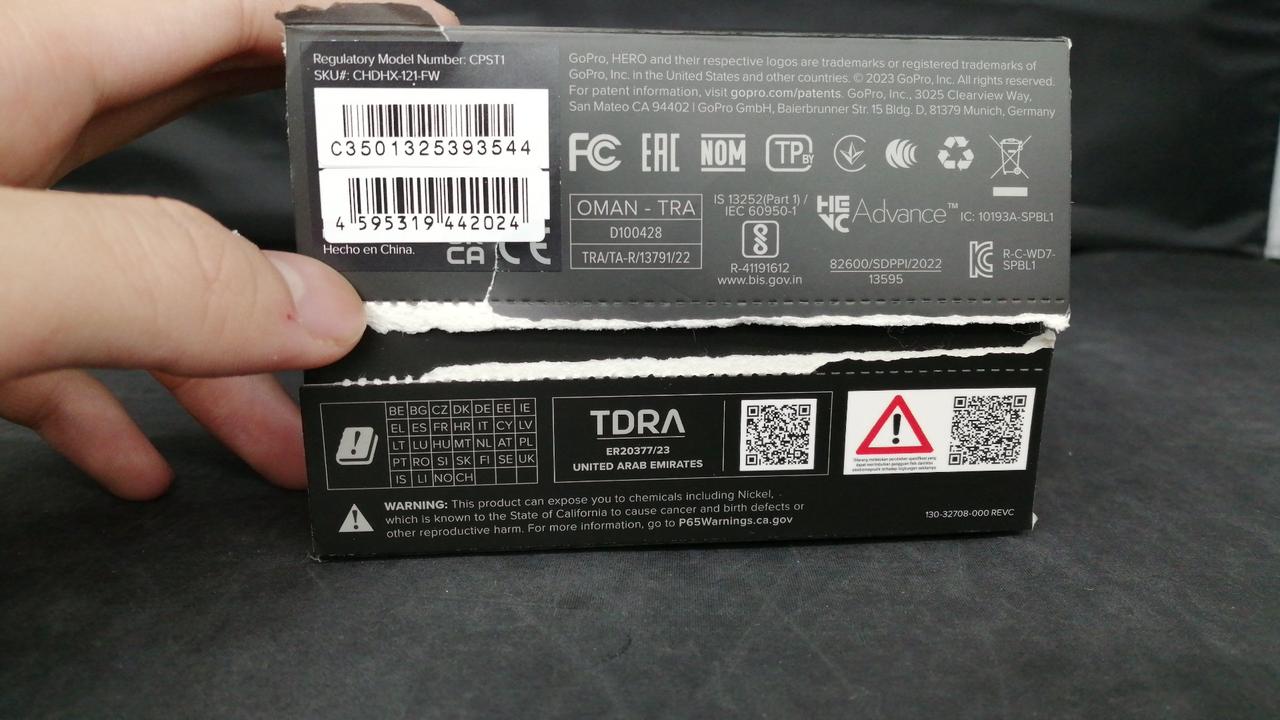 Regulatory Model Number: CPST1
SKU#: CHDHX-121-FW
C3501325393544
4 595319 442024
Hecho en China.
CA CE
GoPro, HERO and their respective logos are trademarks or registered trademarks of
GoPro, Inc. in the United States and other countries. © 2023 GoPro, Inc. All rights reserved.
For patent information, visit gopro.com/patents. GoPro, Inc., 3025 Clearview Way,
San Mateo CA 94402 | GoPro GmbH, Baierbrunner Str. 15 Bldg. D, 81379 Munich, Germany
FC EAC NOM TP BY
OMAN - TRA
D100428
TRA/TA-R/13791/22
IS 13252(Part 1) /
IEC 60950-1
R-41191612
www.bis.gov.in
HEVC Advance™
82600/SDPPI/2022
13595
IC: 10193A-SPBL1
R-C-WD7-
SPBL1
BE BG CZ DK DE EE IE
EL ES FR HR IT CY LV
LT LU HU MT NL AT PL
PT RO SI SK FI SE UK
IS LI NO CH
TDRA
ER20377/23
UNITED ARAB EMIRATES
WARNING: This product can expose you to chemicals including Nickel,
which is known to the State of California to cause cancer and birth defects or
other reproductive harm. For more information, go to P65Warnings.ca.gov
130-32708-000 REVC